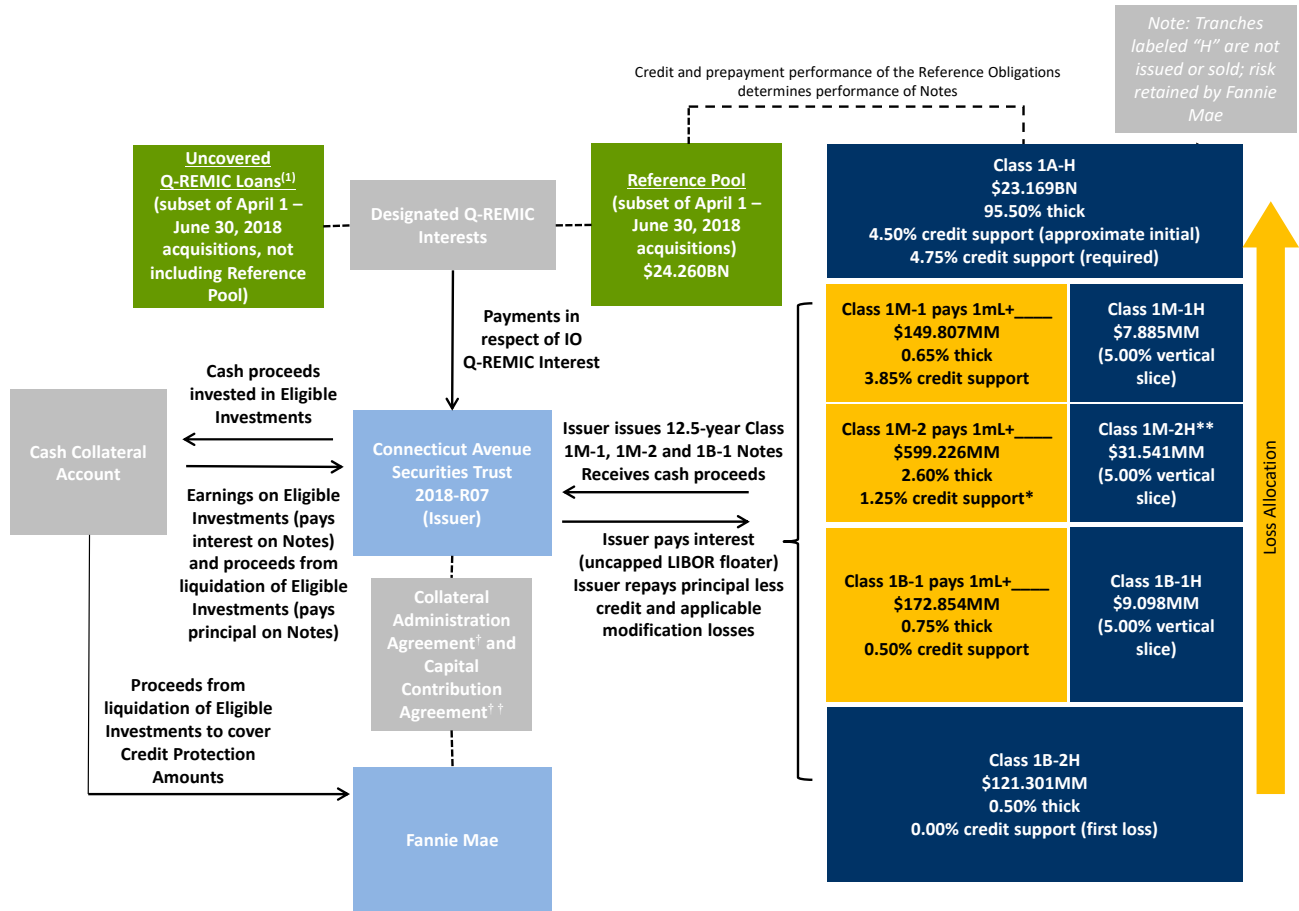 Note: Tranches
labeled “H” are not
issued or sold; risk
retained by Fannie
Mae
Credit and prepayment performance of the Reference Obligations
determines performance of Notes
Uncovered
Q-REMIC Loans(1)
(subset of April 1 –
June 30, 2018
acquisitions, not
including Reference
Pool)
Designated Q-REMIC
Interests
Reference Pool
(subset of April 1 –
June 30, 2018
acquisitions)
$24.260BN
Class 1A-H
$23.169BN
95.50% thick
4.50% credit support (approximate initial)
4.75% credit support (required)
Payments in
respect of IO
Q-REMIC Interest
Class 1M-1 pays 1mL+____
$149.807MM
0.65% thick
3.85% credit support
Class 1M-1H
$7.885MM
(5.00% vertical
slice)
Cash proceeds
invested in Eligible
Investments
Cash Collateral
Account
Connecticut Avenue
Securities Trust
2018-R07
(Issuer)
Issuer issues 12.5-year Class
1M-1, 1M-2 and 1B-1 Notes
Receives cash proceeds
Class 1M-2 pays 1mL+____
$599.226MM
2.60% thick
1.25% credit support*
Class 1M-2H**
$31.541MM
(5.00% vertical
slice)
Loss Allocation
Earnings on Eligible
Investments (pays
interest on Notes)
and proceeds from
liquidation of Eligible
Investments (pays
principal on Notes)
Issuer pays interest
(uncapped LIBOR floater)
Issuer repays principal less
credit and applicable
modification losses
Class 1B-1 pays 1mL+____
$172.854MM
0.75% thick
0.50% credit support
Class 1B-1H
$9.098MM
(5.00% vertical
slice)
Collateral
Administration
Agreement† and
Capital
Contribution
Agreement† †
Proceeds from
liquidation of Eligible
Investments to cover
Credit Protection
Amounts
Fannie Mae
Class 1B-2H
$121.301MM
0.50% thick
0.00% credit support (first loss)